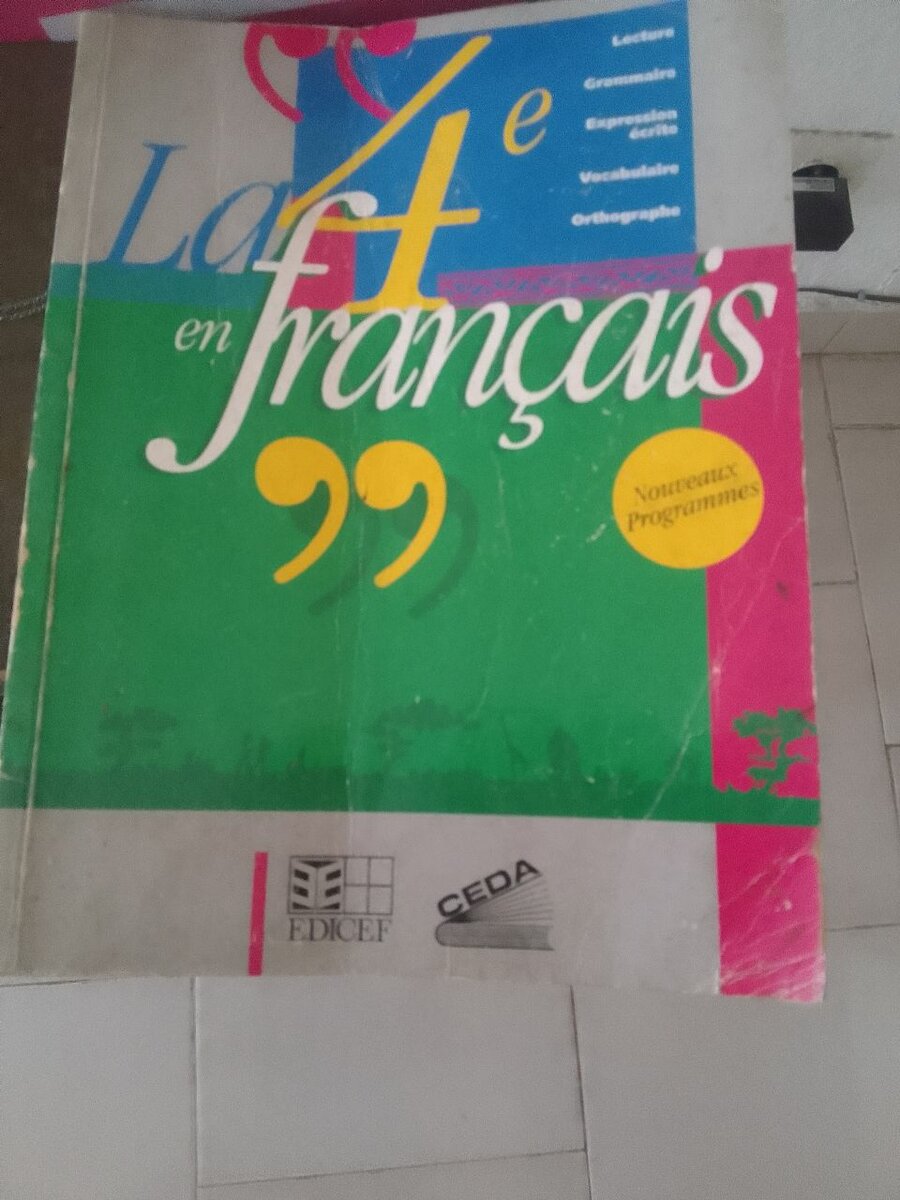 La 4e
en français
Lecture
Grammaire
Expression
écrite
Vocabulaire
Orthographe
Nouveaux
Programmes
EDICEF
CEDA